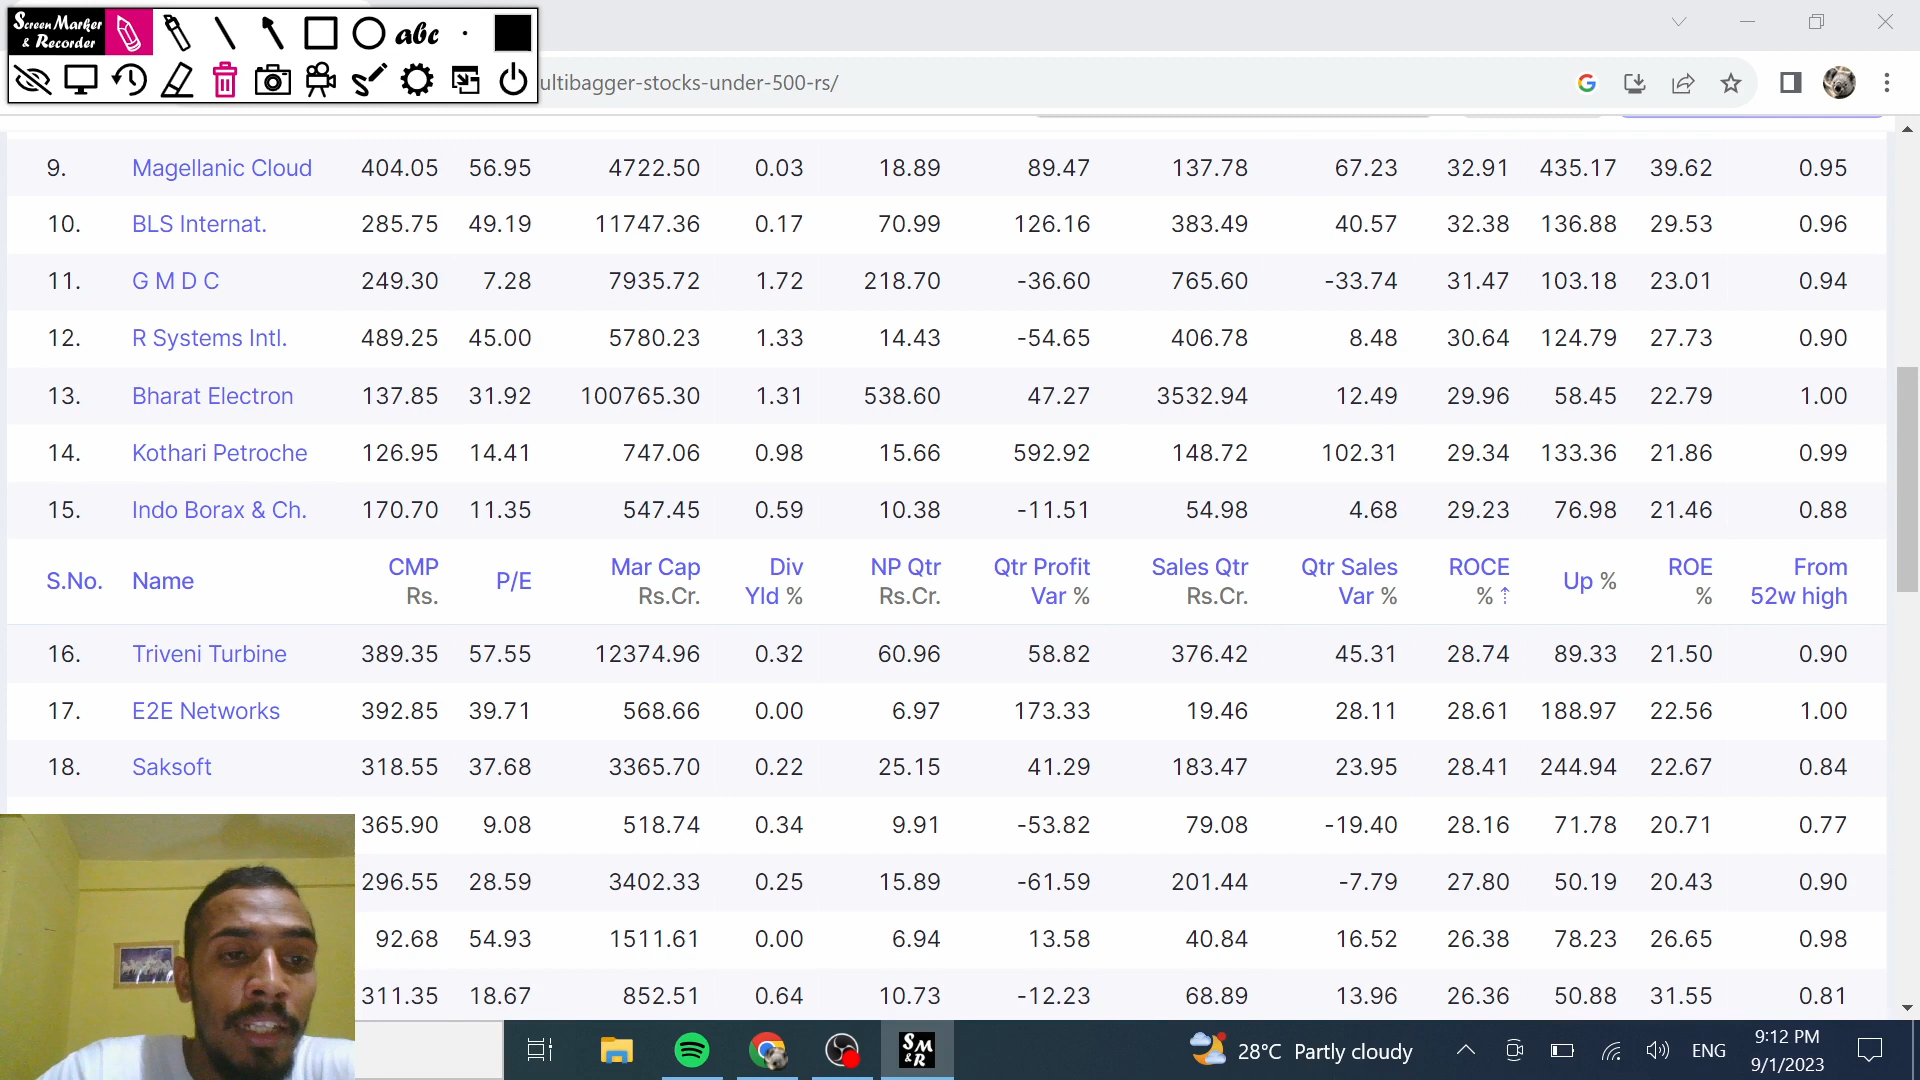 Screen Marker
& Recorder
abc
ultibagger-stocks-under-500-rs/
9. Magellanic Cloud 404.05 56.95 4722.50 0.03 18.89 89.47 137.78 67.23 32.91 435.17 39.62 0.95
10. BLS Internat. 285.75 49.19 11747.36 0.17 70.99 126.16 383.49 40.57 32.38 136.88 29.53 0.96
11. G M D C 249.30 7.28 7935.72 1.72 218.70 -36.60 765.60 -33.74 31.47 103.18 23.01 0.94
12. R Systems Intl. 489.25 45.00 5780.23 1.33 14.43 -54.65 406.78 8.48 30.64 124.79 27.73 0.90
13. Bharat Electron 137.85 31.92 100765.30 1.31 538.60 47.27 3532.94 12.49 29.96 58.45 22.79 1.00
14. Kothari Petroche 126.95 14.41 747.06 0.98 15.66 592.92 148.72 102.31 29.34 133.36 21.86 0.99
15. Indo Borax & Ch. 170.70 11.35 547.45 0.59 10.38 -11.51 54.98 4.68 29.23 76.98 21.46 0.88
S.No. Name CMP P/E Mar Cap Div NP Qtr Qtr Profit Sales Qtr Qtr Sales ROCE Up % ROE From
Rs. Rs.Cr. Yld % Rs.Cr. Var % Rs.Cr. Var % % ⇡ % 52w high
16. Triveni Turbine 389.35 57.55 12374.96 0.32 60.96 58.82 376.42 45.31 28.74 89.33 21.50 0.90
17. E2E Networks 392.85 39.71 568.66 0.00 6.97 173.33 19.46 28.11 28.61 188.97 22.56 1.00
18. Saksoft 318.55 37.68 3365.70 0.22 25.15 41.29 183.47 23.95 28.41 244.94 22.67 0.84
365.90 9.08 518.74 0.34 9.91 -53.82 79.08 -19.40 28.16 71.78 20.71 0.77
296.55 28.59 3402.33 0.25 15.89 -61.59 201.44 -7.79 27.80 50.19 20.43 0.90
92.68 54.93 1511.61 0.00 6.94 13.58 40.84 16.52 26.38 78.23 26.65 0.98
311.35 18.67 852.51 0.64 10.73 -12.23 68.89 13.96 26.36 50.88 31.55 0.81
SM
&R
28°C Partly cloudy
ENG
9:12 PM
9/1/2023